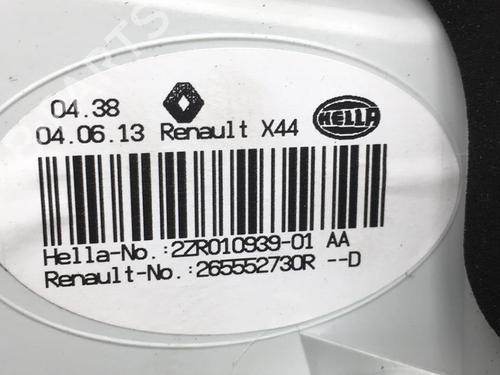 04.38
04.06.13 Renault X44 HELLA
Hella-No.:2ZR010939-01 AA
Renault-No.:265552730R --D